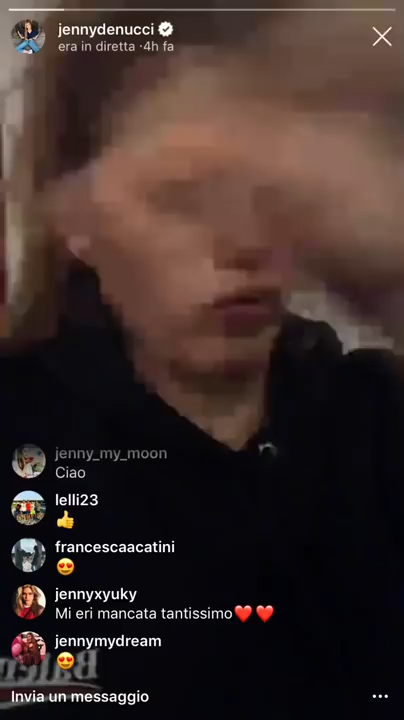 jennydenucci
era in diretta ·4h fa
jenny_my_moon
Ciao
lelli23
👍
francescaacatini
😍
jennyxyuky
Mi eri mancata tantissimo❤️❤️
jennymydream
😍
Invia un messaggio